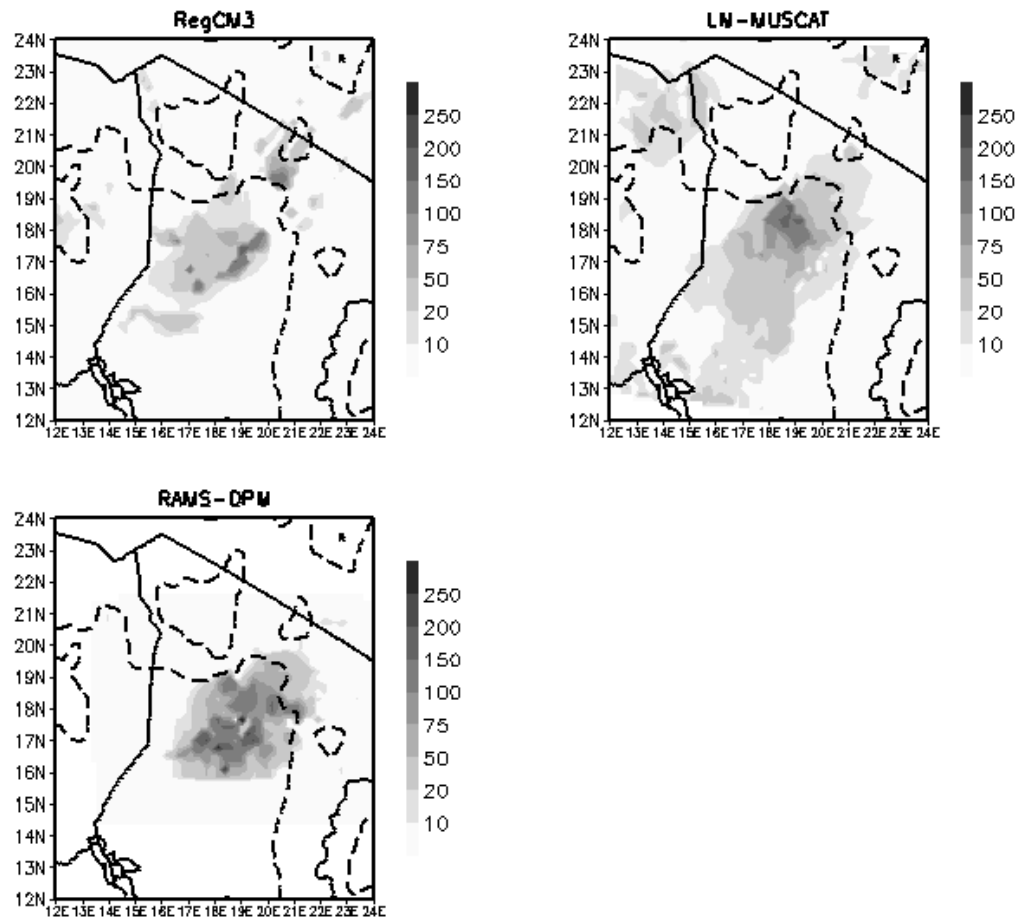 RegCM3
24N
23N
22N
21N
20N
19N
18N
17N
16N
15N
14N
13N
12N
12E 13E 14E 15E 16E 17E 18E 19E 20E 21E 22E 23E 24E
250
200
150
100
75
50
20
10
LM-MUSCAT
24N
23N
22N
21N
20N
19N
18N
17N
16N
15N
14N
13N
12N
12E 13E 14E 15E 16E 17E 18E 19E 20E 21E 22E 23E 24E
250
200
150
100
75
50
20
10
RAMS-DPM
24N
23N
22N
21N
20N
19N
18N
17N
16N
15N
14N
13N
12N
12E 13E 14E 15E 16E 17E 18E 19E 20E 21E 22E 23E 24E
250
200
150
100
75
50
20
10